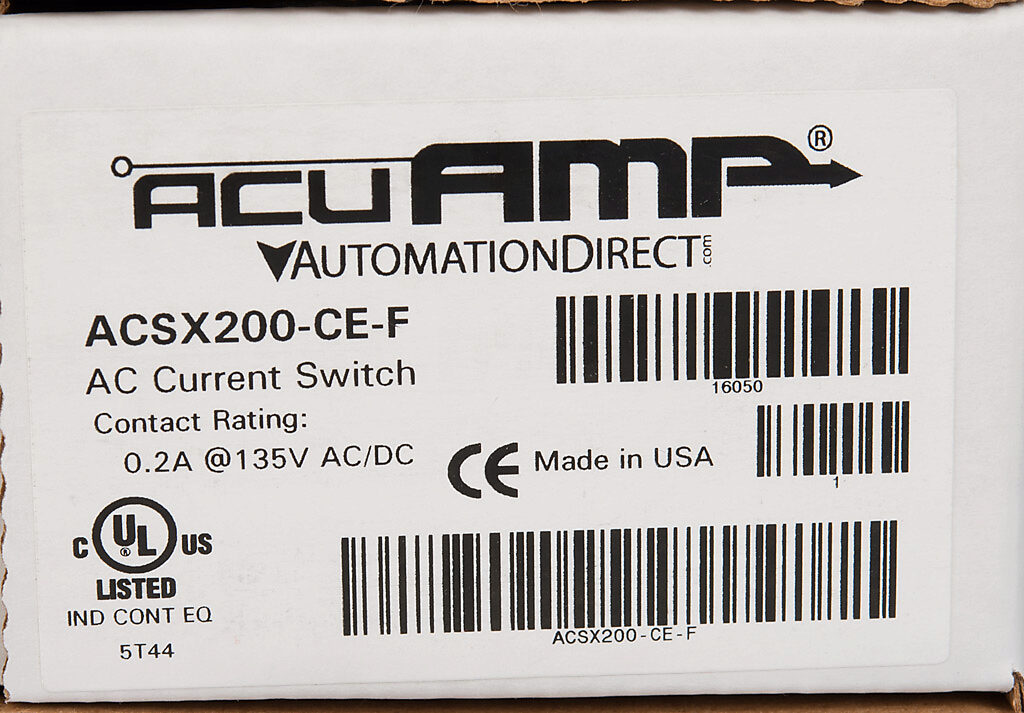 ACUAMP®
AUTOMATIONDIRECT.com
ACSX200-CE-F
AC Current Switch
16050
Contact Rating:
0.2A @135V AC/DC
CE Made in USA
1
C UL® US
LISTED
IND CONT EQ
5T44
ACSX200-CE-F